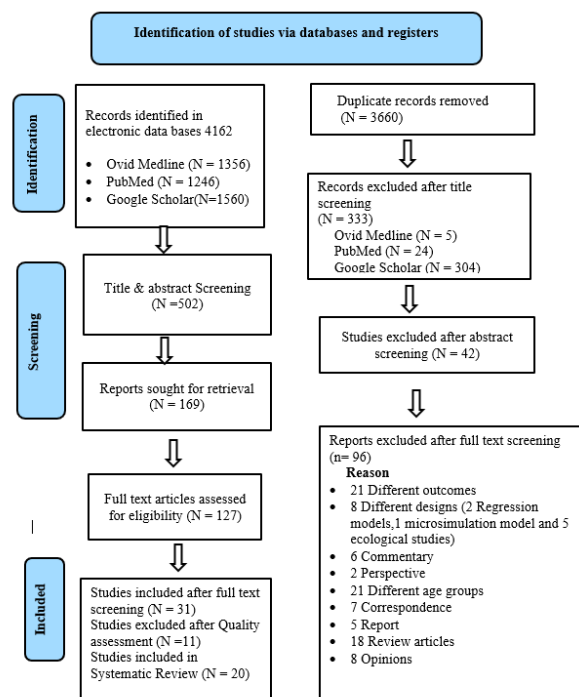 Identification of studies via databases and registers
Identification
Records identified in
electronic data bases 4162
• Ovid Medline (N = 1356)
• PubMed (N = 1246)
• Google Scholar(N=1560)
Duplicate records removed
(N = 3660)
Records excluded after title
screening
(N = 333)
Ovid Medline (N = 5)
PubMed (N = 24)
Google Scholar (N = 304)
Screening
Title & abstract Screening
(N =502)
Studies excluded after abstract
screening (N = 42)
Reports sought for retrieval
(N = 169)
Full text articles assessed
for eligibility (N = 127)
Reports excluded after full text screening
(n= 96)
Reason
• 21 Different outcomes
• 8 Different designs (2 Regression
models,1 microsimulation model and 5
ecological studies)
• 6 Commentary
• 2 Perspective
• 21 Different age groups
• 7 Correspondence
• 5 Report
• 18 Review articles
• 8 Opinions
Included
Studies included after full text
screening (N = 31)
Studies excluded after Quality
assessment (N =11)
Studies included in
Systematic Review (N = 20)